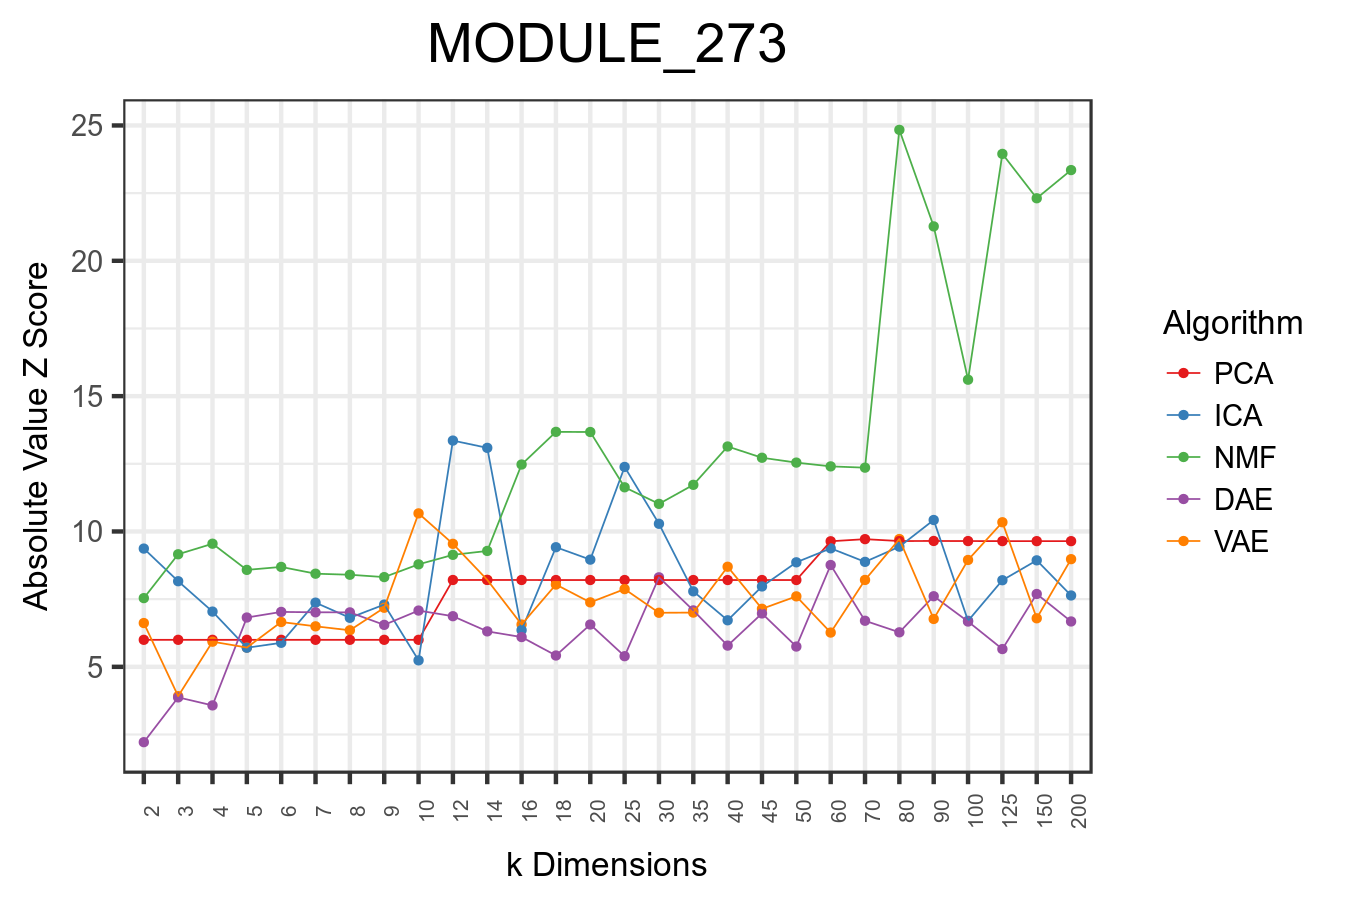 MODULE_273
Absolute Value Z Score
25
20
15
10
5
2 3 4 5 6 7 8 9 10 12 14 16 18 20 25 30 35 40 45 50 60 70 80 90 100 125 150 200
k Dimensions
Algorithm
PCA
ICA
NMF
DAE
VAE